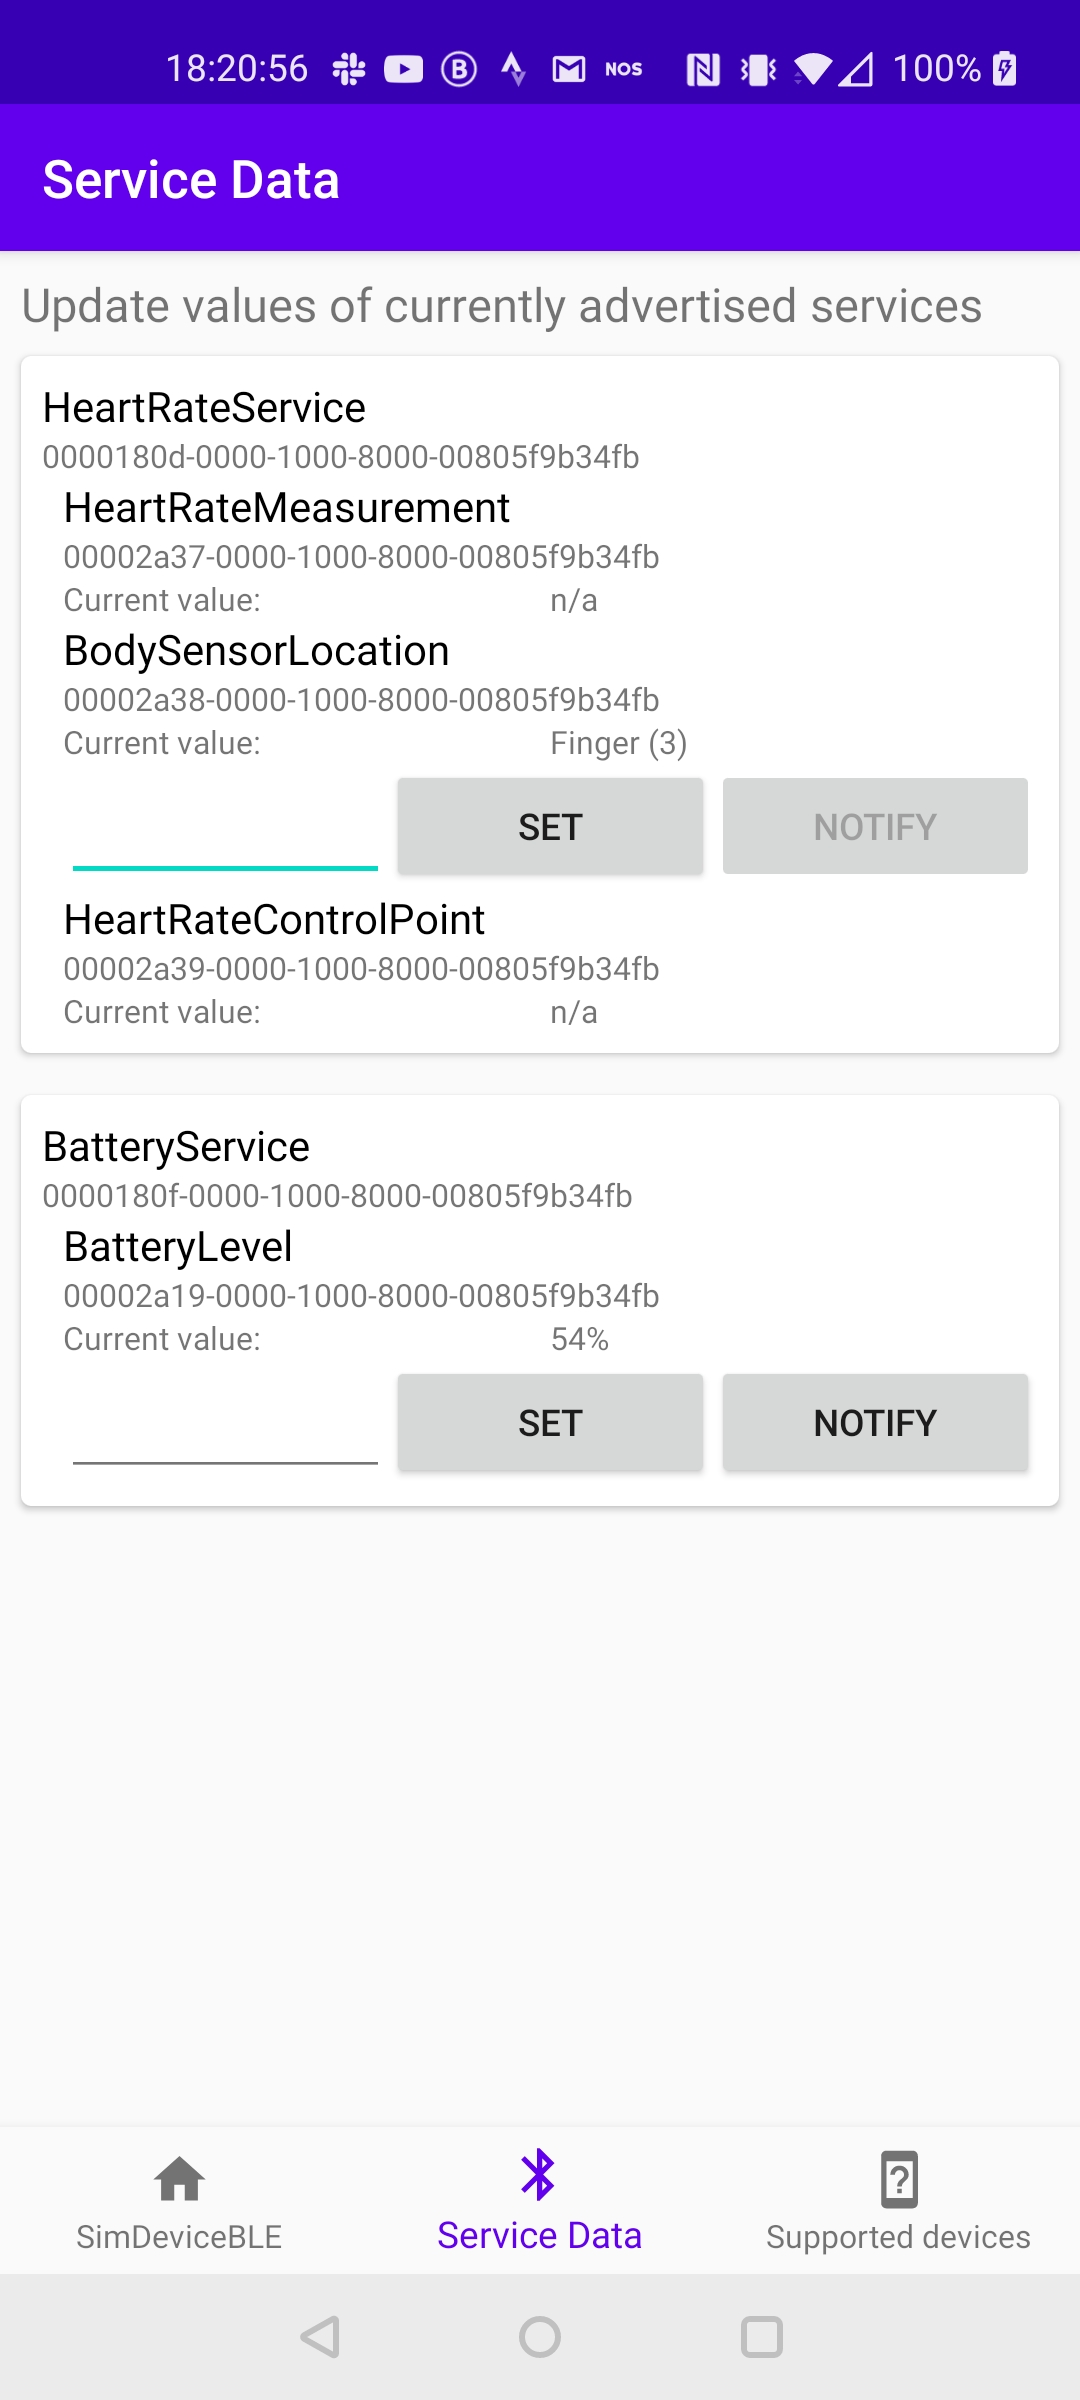 18:20:56 B NOS 100%
Service Data
Update values of currently advertised services
HeartRateService
0000180d-0000-1000-8000-00805f9b34fb
HeartRateMeasurement
00002a37-0000-1000-8000-00805f9b34fb
Current value: n/a
BodySensorLocation
00002a38-0000-1000-8000-00805f9b34fb
Current value: Finger (3)
SET NOTIFY
HeartRateControlPoint
00002a39-0000-1000-8000-00805f9b34fb
Current value: n/a
BatteryService
0000180f-0000-1000-8000-00805f9b34fb
BatteryLevel
00002a19-0000-1000-8000-00805f9b34fb
Current value: 54%
SET NOTIFY
SimDeviceBLE Service Data Supported devices